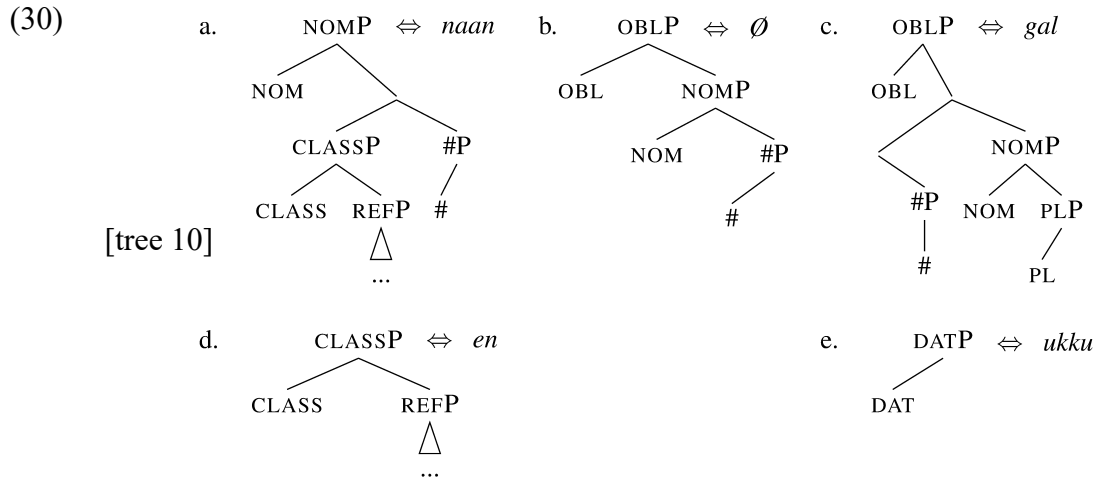 (30) a. NOMP ⇔ naan b. OBLP ⇔ Ø c. OBLP ⇔ gal
NOM OBL NOMP OBL
CLASSP #P NOM #P NOMP
CLASS REFP # # #P NOM PLP
[tree 10]
... # PL
d. CLASSP ⇔ en e. DATP ⇔ ukku
CLASS REFP DAT
...